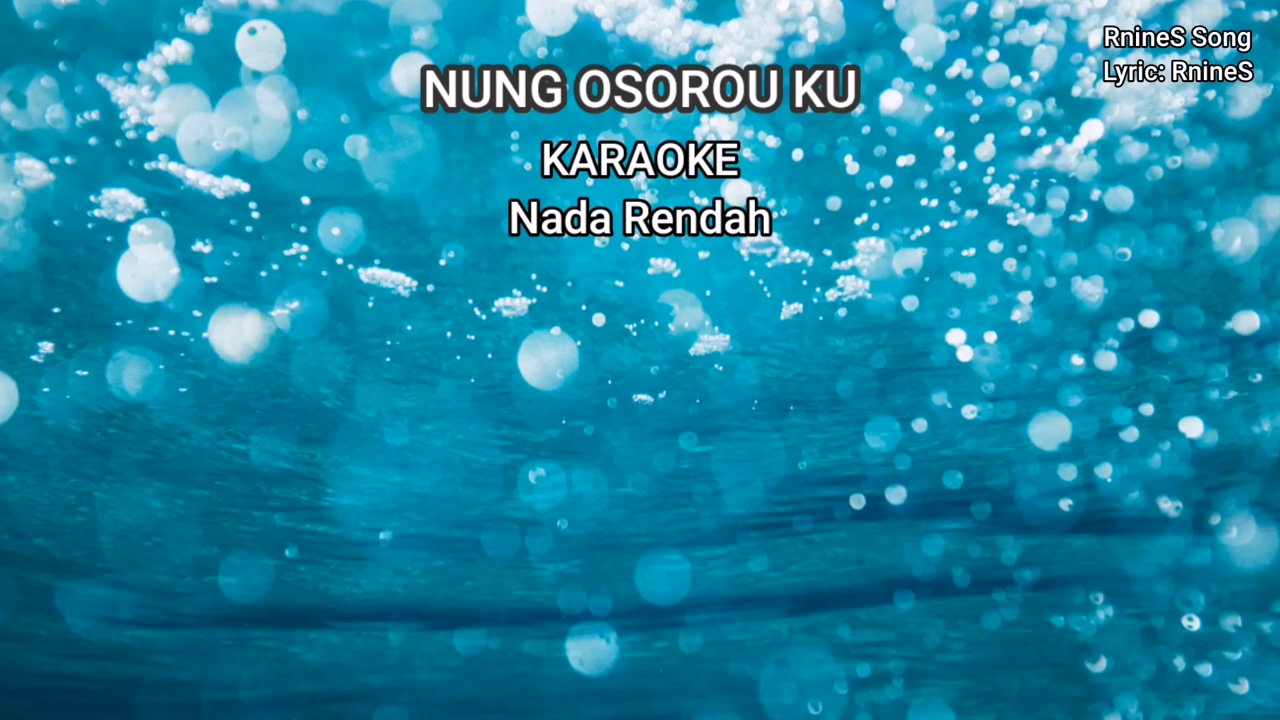 RnineS Song
Lyric: RnineS
NUNG OSOROU KU
KARAOKE
Nada Rendah